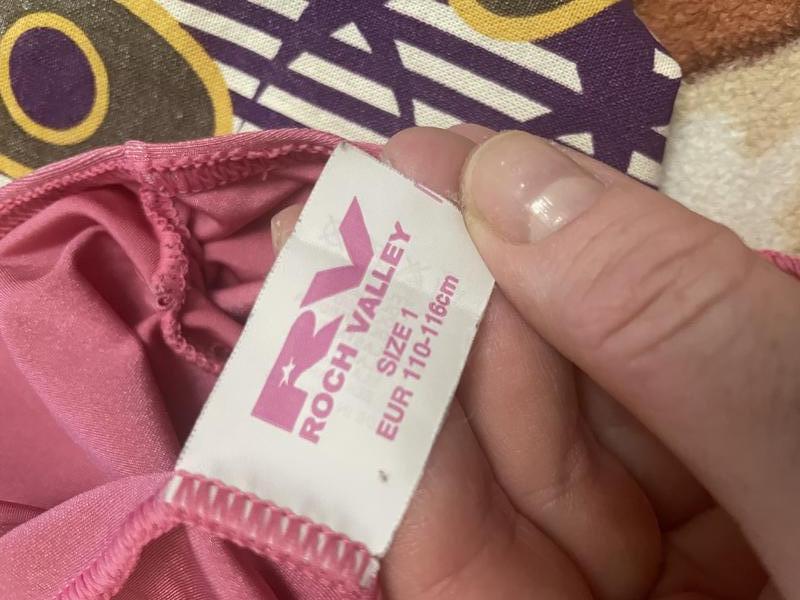 RV
ROCH VALLEY
SIZE 1
EUR 110-116cm